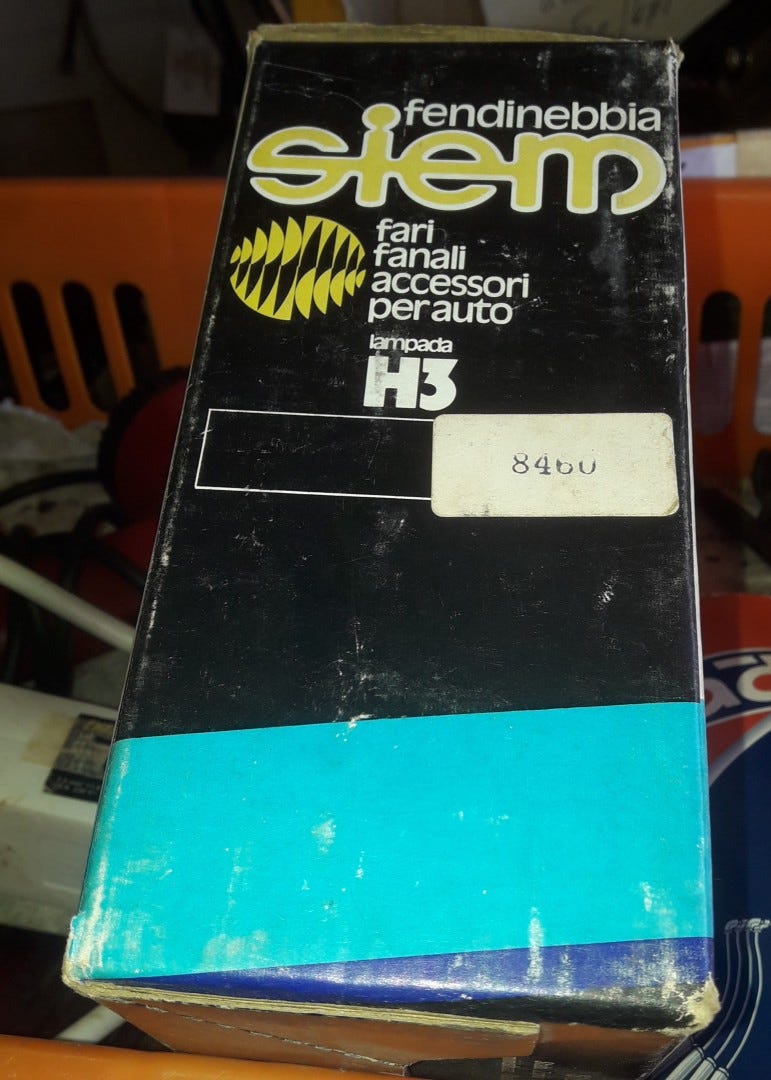 fendinebbia
siem
fari
fanali
accessori
per auto
lampada
H3
8460